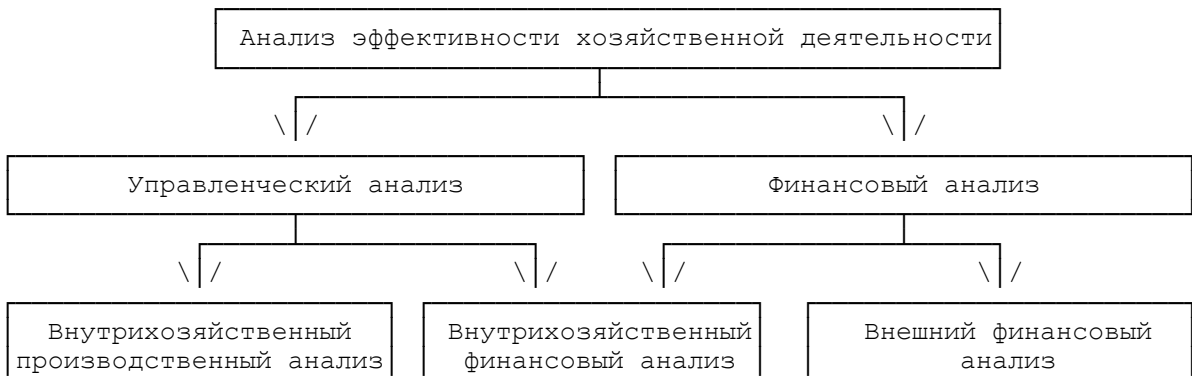 Анализ эффективности хозяйственной деятельности
Управленческий анализ
Финансовый анализ
Внутрихозяйственный
производственный анализ
Внутрихозяйственный
финансовый анализ
Внешний финансовый
анализ